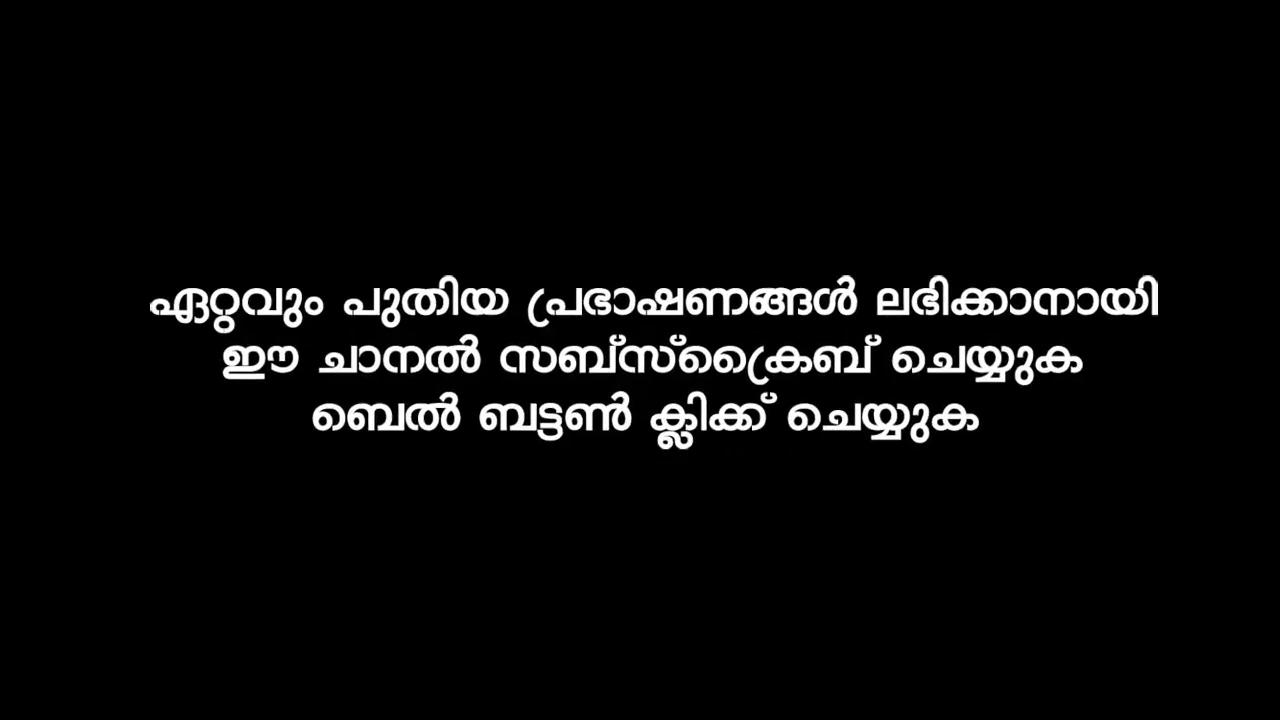 ഏറ്റവും പുതിയ പ്രഭാഷണങ്ങൾ ലഭിക്കാനായി
ഈ ചാനൽ സബ്സ്ക്രൈബ് ചെയ്യുക
ബെൽ ബട്ടൺ ക്ലിക്ക് ചെയ്യുക